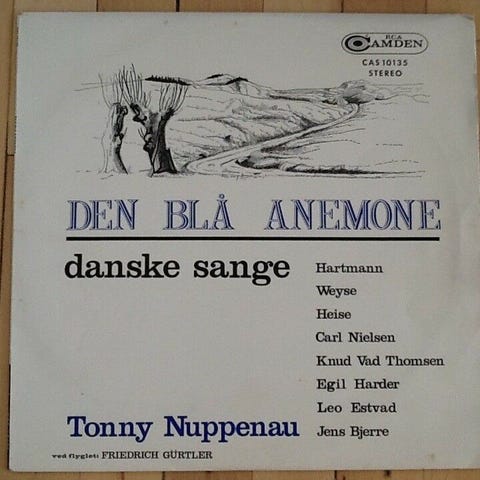 RCA
CAMDEN
CAS 10135
STEREO
DEN BLÅ ANEMONE
danske sange
Hartmann
Weyse
Heise
Carl Nielsen
Knud Vad Thomsen
Egil Harder
Leo Estvad
Jens Bjerre
Tonny Nuppenau
ved flyglet: FRIEDRICH GÜRTLER